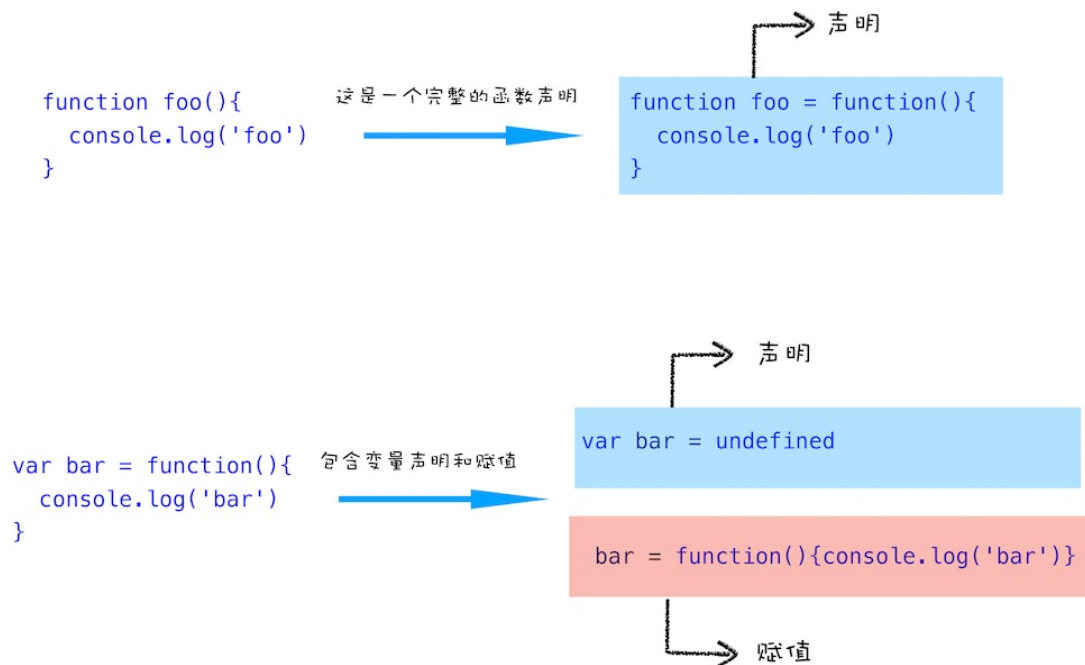 声明
function foo(){
  console.log('foo')
}
这是一个完整的函数声明
function foo = function(){
  console.log('foo')
}
声明
var bar = function(){
  console.log('bar')
}
包含变量声明和赋值
var bar = undefined
bar = function(){console.log('bar')}
赋值